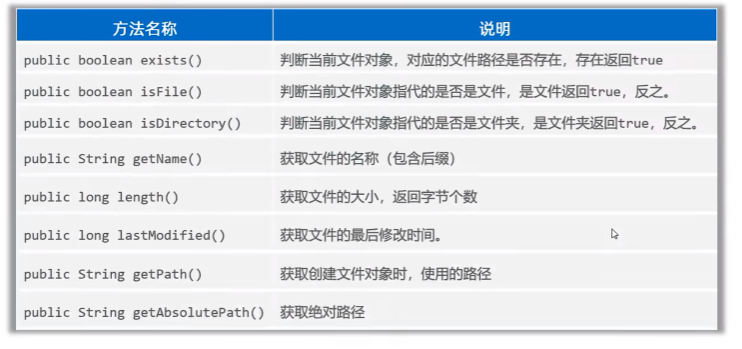 方法名称 说明
public boolean exists() 判断当前文件对象，对应的文件路径是否存在，存在返回true
public boolean isFile() 判断当前文件对象指代的是否是文件，是文件返回true，反之。
public boolean isDirectory() 判断当前文件对象指代的是否是文件夹，是文件夹返回true，反之。
public String getName() 获取文件的名称（包含后缀）
public long length() 获取文件的大小，返回字节个数
public long lastModified() 获取文件的最后修改时间。
public String getPath() 获取创建文件对象时，使用的路径
public String getAbsolutePath() 获取绝对路径